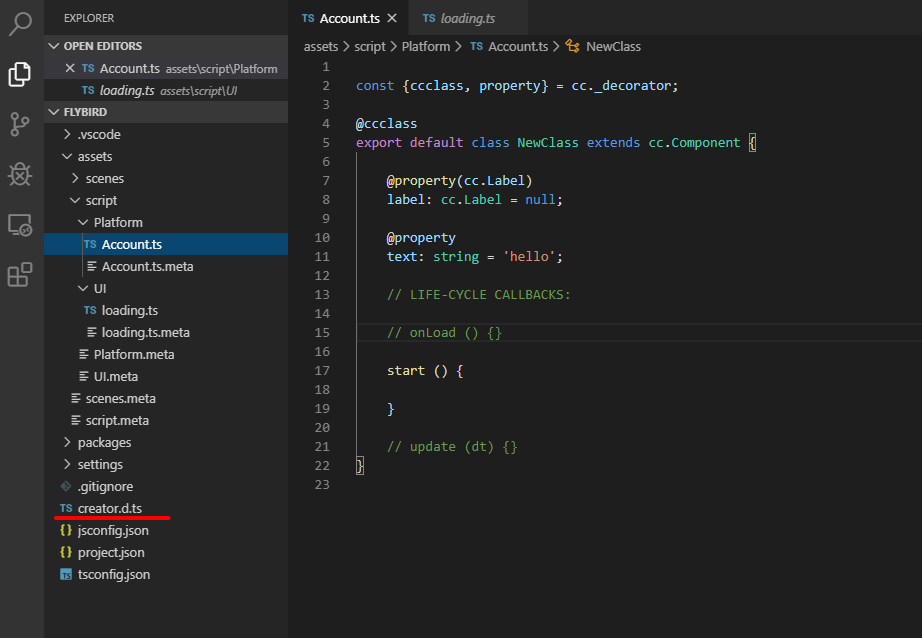 EXPLORER
OPEN EDITORS
TS Account.ts assets\script\Platform
TS loading.ts assets\script\UI
FLYBIRD
.vscode
assets
scenes
script
Platform
TS Account.ts
Account.ts.meta
UI
TS loading.ts
loading.ts.meta
Platform.meta
UI.meta
scenes.meta
script.meta
packages
settings
.gitignore
TS creator.d.ts
{} jsconfig.json
{} project.json
TS tsconfig.json
TS Account.ts
TS loading.ts
assets > script > Platform > TS Account.ts > NewClass
1
2 const {ccclass, property} = cc._decorator;
3
4 @ccclass
5 export default class NewClass extends cc.Component {
6
7 @property(cc.Label)
8 label: cc.Label = null;
9
10 @property
11 text: string = 'hello';
12
13 // LIFE-CYCLE CALLBACKS:
14
15 // onLoad () {}
16
17 start () {
18
19 }
20
21 // update (dt) {}
22 }
23